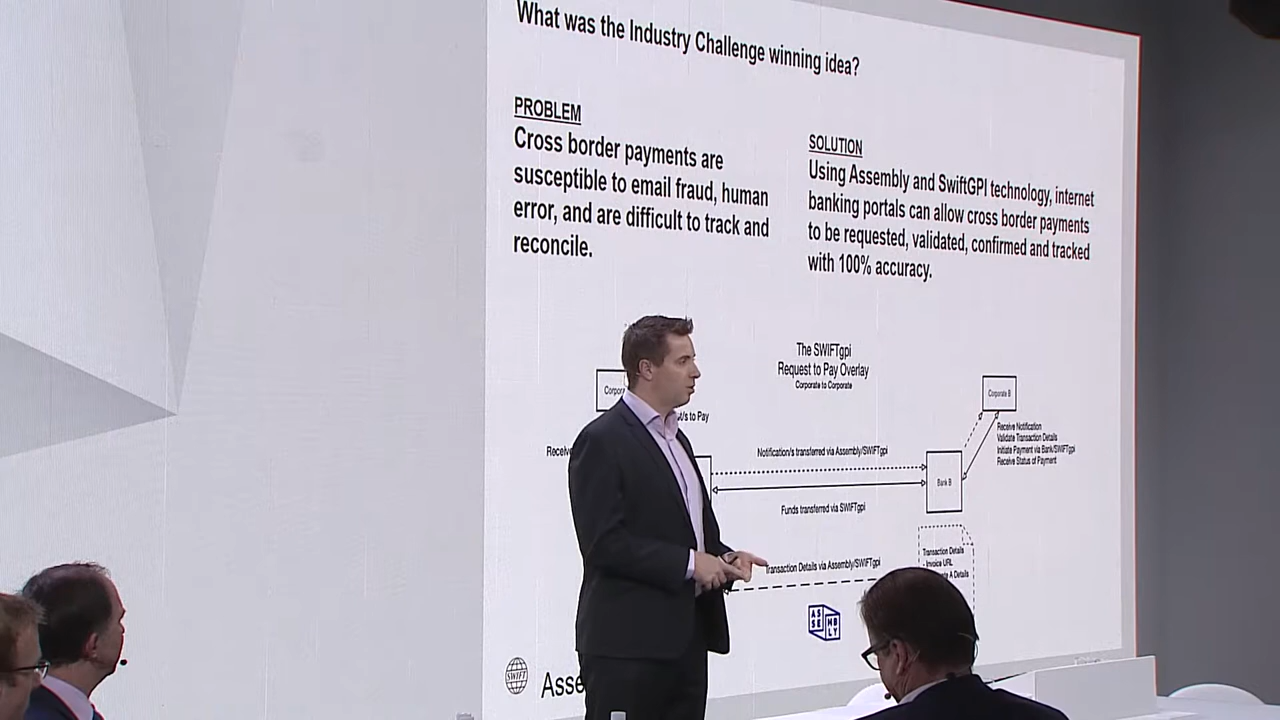 What was the Industry Challenge winning idea?
PROBLEM
Cross border payments are
susceptible to email fraud, human
error, and are difficult to track and
reconcile.
SOLUTION
Using Assembly and SwiftGPI technology, internet
banking portals can allow cross border payments
to be requested, validated, confirmed and tracked
with 100% accuracy.
The SWIFTgpi
Request to Pay Overlay
Corporate to Corporate
to Pay
Corporate B
Receive Notification
Validate Transaction Details
Initiate Payment via Bank/SWIFTgpi
Receive Status of Payment
Notification/s transferred via Assembly/SWIFTgpi
Bank B
Funds transferred via SWIFTgpi
Transaction Details via Assembly/SWIFTgpi
Transaction Details
- Invoice URL
A Details
ASSEMBLY
SWIFT